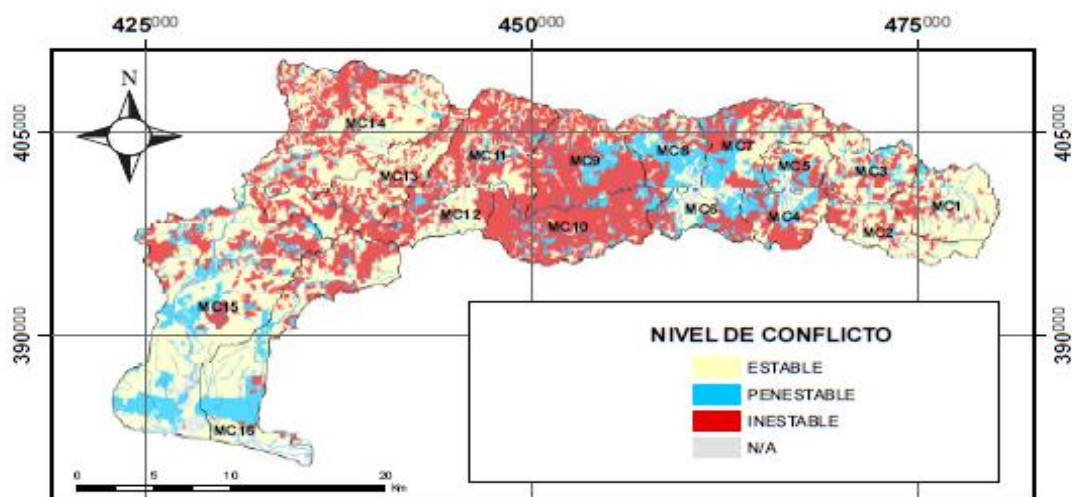 425000 450000 475000
N
405000 405000
390000 390000
MC14
MC13
MC11
MC12
MC9
MC10
MC8
MC7
MC6
MC5
MC4
MC3
MC1
MC2
MC15
MC16
NIVEL DE CONFLICTO
ESTABLE
PENESTABLE
INESTABLE
N/A
0 5 10 20
Km